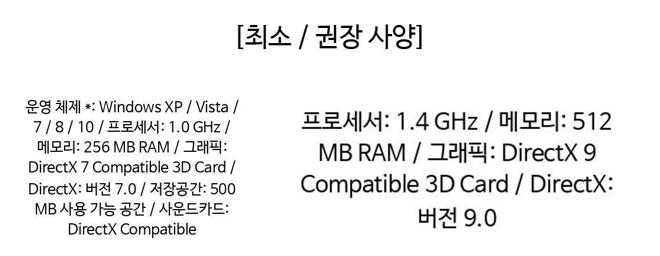 [최소 / 권장 사양]
운영 체제 *: Windows XP / Vista /
7 / 8 / 10 / 프로세서: 1.0 GHz /
메모리: 256 MB RAM / 그래픽:
DirectX 7 Compatible 3D Card /
DirectX: 버전 7.0 / 저장공간: 500
MB 사용 가능 공간 / 사운드카드:
DirectX Compatible
프로세서: 1.4 GHz / 메모리: 512
MB RAM / 그래픽: DirectX 9
Compatible 3D Card / DirectX:
버전 9.0